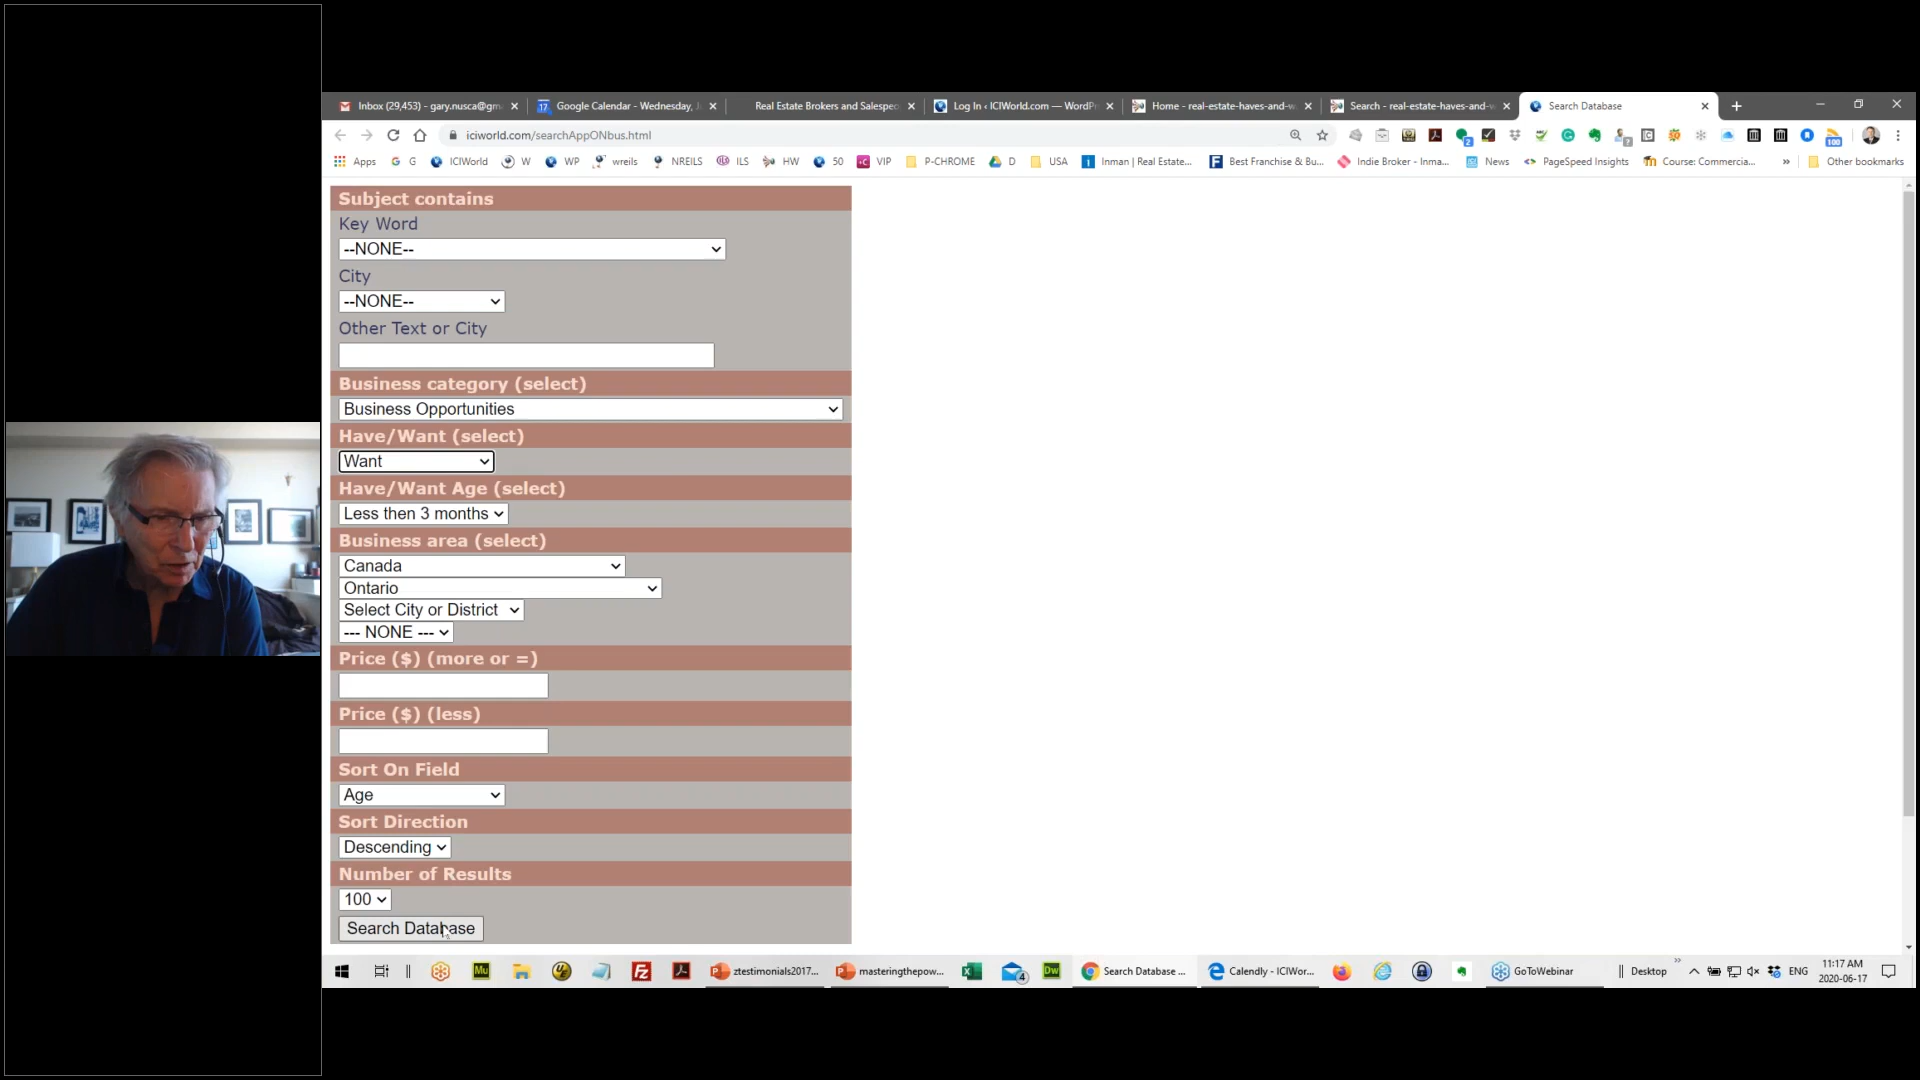 Inbox (29,453) - gary.nusca@gm
Google Calendar - Wednesday, J
Real Estate Brokers and Salespeo
Log In ‹ ICIWorld.com — WordPr
Home - real-estate-haves-and-w
Search - real-estate-haves-and-w
Search Database
iciworld.com/searchAppONbus.html
Apps
G
ICIWorld
W
WP
wreils
NREILS
ILS
HW
50
VIP
P-CHROME
D
USA
Inman | Real Estate...
Best Franchise & Bu...
Indie Broker - Inma...
News
PageSpeed Insights
Course: Commercia...
»
Other bookmarks
Subject contains
Key Word
--NONE--
City
--NONE--
Other Text or City
Business category (select)
Business Opportunities
Have/Want (select)
Want
Have/Want Age (select)
Less then 3 months
Business area (select)
Canada
Ontario
Select City or District
--- NONE ---
Price ($) (more or =)
Price ($) (less)
Sort On Field
Age
Sort Direction
Descending
Number of Results
100
Search Database
Mu
Fz
ztestimonials2017...
masteringthepow...
4
Dw
Search Database ...
Calendly - ICIWor...
GoToWebinar
Desktop
»
ENG
11:17 AM
2020-06-17